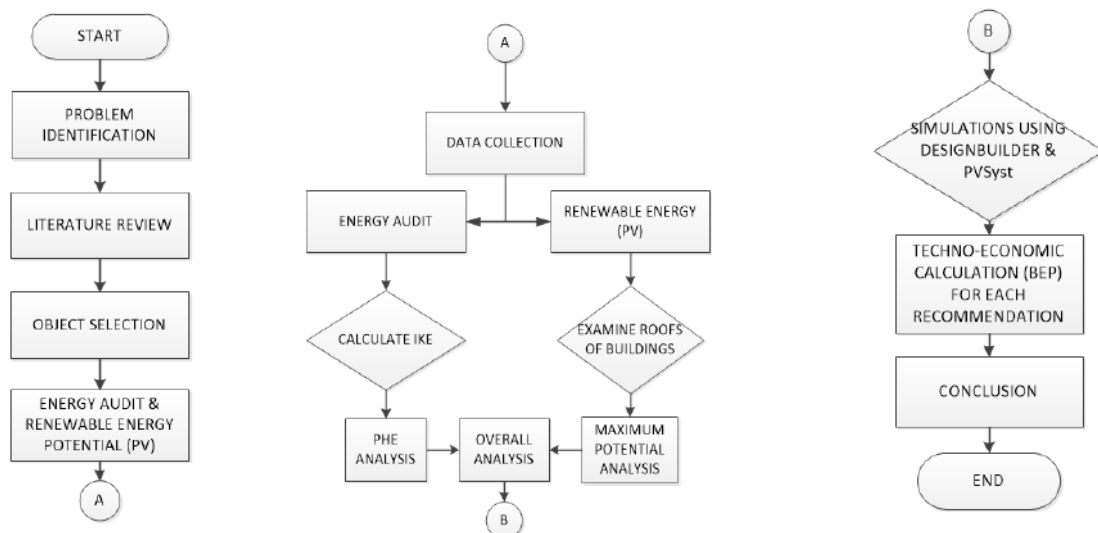 START
PROBLEM
IDENTIFICATION
LITERATURE REVIEW
OBJECT SELECTION
ENERGY AUDIT &
RENEWABLE ENERGY
POTENTIAL (PV)
A
A
DATA COLLECTION
ENERGY AUDIT
RENEWABLE ENERGY
(PV)
CALCULATE IKE
EXAMINE ROOFS
OF BUILDINGS
PHE
ANALYSIS
OVERALL
ANALYSIS
MAXIMUM
POTENTIAL
ANALYSIS
B
B
SIMULATIONS USING
DESIGNBUILDER &
PVSyst
TECHNO-ECONOMIC
CALCULATION (BEP)
FOR EACH
RECOMMENDATION
CONCLUSION
END